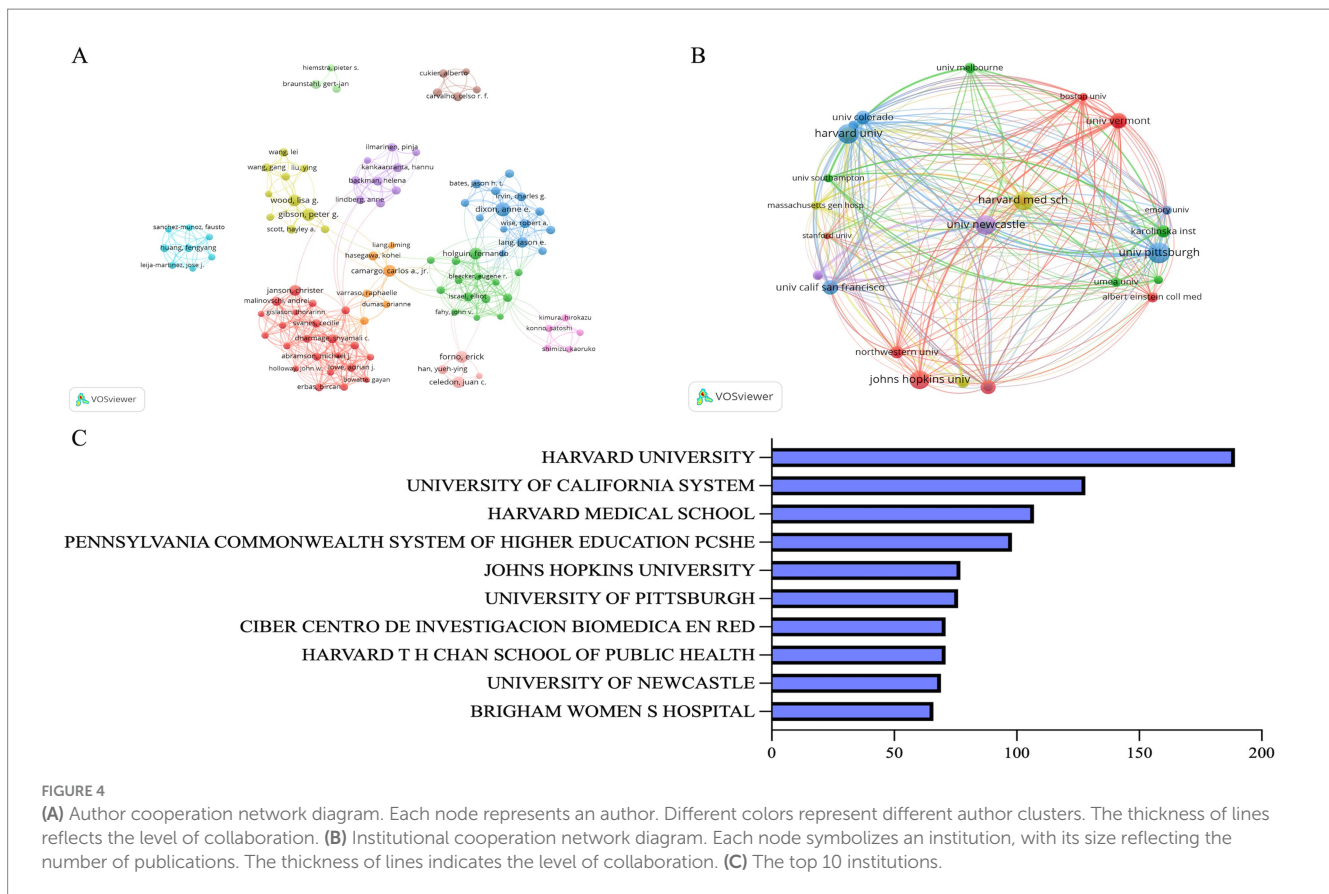 A
hiemstra, pieter s.
braunstahl, gert-jan
cukier, alberto
carvalho, celso r. f.
wang, lei
wang, gang
liu, ying
wood, lisa g.
gibson, peter g.
scott, hayley a.
ilmarinen, pinja
kankaanranta, hannu
backman, helena
lindberg, anne
bates, jason h. t.
irvin, charles g.
dixon, anne e.
wise, robert a.
lang, jason e.
sanchez-munoz, fausto
huang, fengyang
leija-martinez, jose j.
liang, liming
hasegawa, kohei
camargo, carlos a., jr.
varraso, raphaelle
dumas, orianne
holguin, fernando
bleecker, eugene r.
israel, elliot
fahy, john v.
kimura, hirokazu
konno, satoshi
shimizu, kaoruko
janson, christer
malinovschi, andrei
gislason, thorarinn
svanes, cecilie
dharmage, shyamali c.
abramson, michael j.
holloway, john w.
lowe, adrian j.
bowatte, gayan
erbas, bircan
forno, erick
han, yueh-ying
celedon, juan c.
VOSviewer
B
univ melbourne
boston univ
univ colorado
harvard univ
univ vermont
univ southampton
massachusetts gen hosp
harvard med sch
stanford univ
univ newcastle
emory univ
karolinska inst
univ pittsburgh
univ calif san francisco
umea univ
albert einstein coll med
northwestern univ
johns hopkins univ
VOSviewer
C
HARVARD UNIVERSITY
UNIVERSITY OF CALIFORNIA SYSTEM
HARVARD MEDICAL SCHOOL
PENNSYLVANIA COMMONWEALTH SYSTEM OF HIGHER EDUCATION PCSHE
JOHNS HOPKINS UNIVERSITY
UNIVERSITY OF PITTSBURGH
CIBER CENTRO DE INVESTIGACION BIOMEDICA EN RED
HARVARD T H CHAN SCHOOL OF PUBLIC HEALTH
UNIVERSITY OF NEWCASTLE
BRIGHAM WOMEN S HOSPITAL
0 50 100 150 200
FIGURE 4
(A) Author cooperation network diagram. Each node represents an author. Different colors represent different author clusters. The thickness of lines
reflects the level of collaboration. (B) Institutional cooperation network diagram. Each node symbolizes an institution, with its size reflecting the
number of publications. The thickness of lines indicates the level of collaboration. (C) The top 10 institutions.